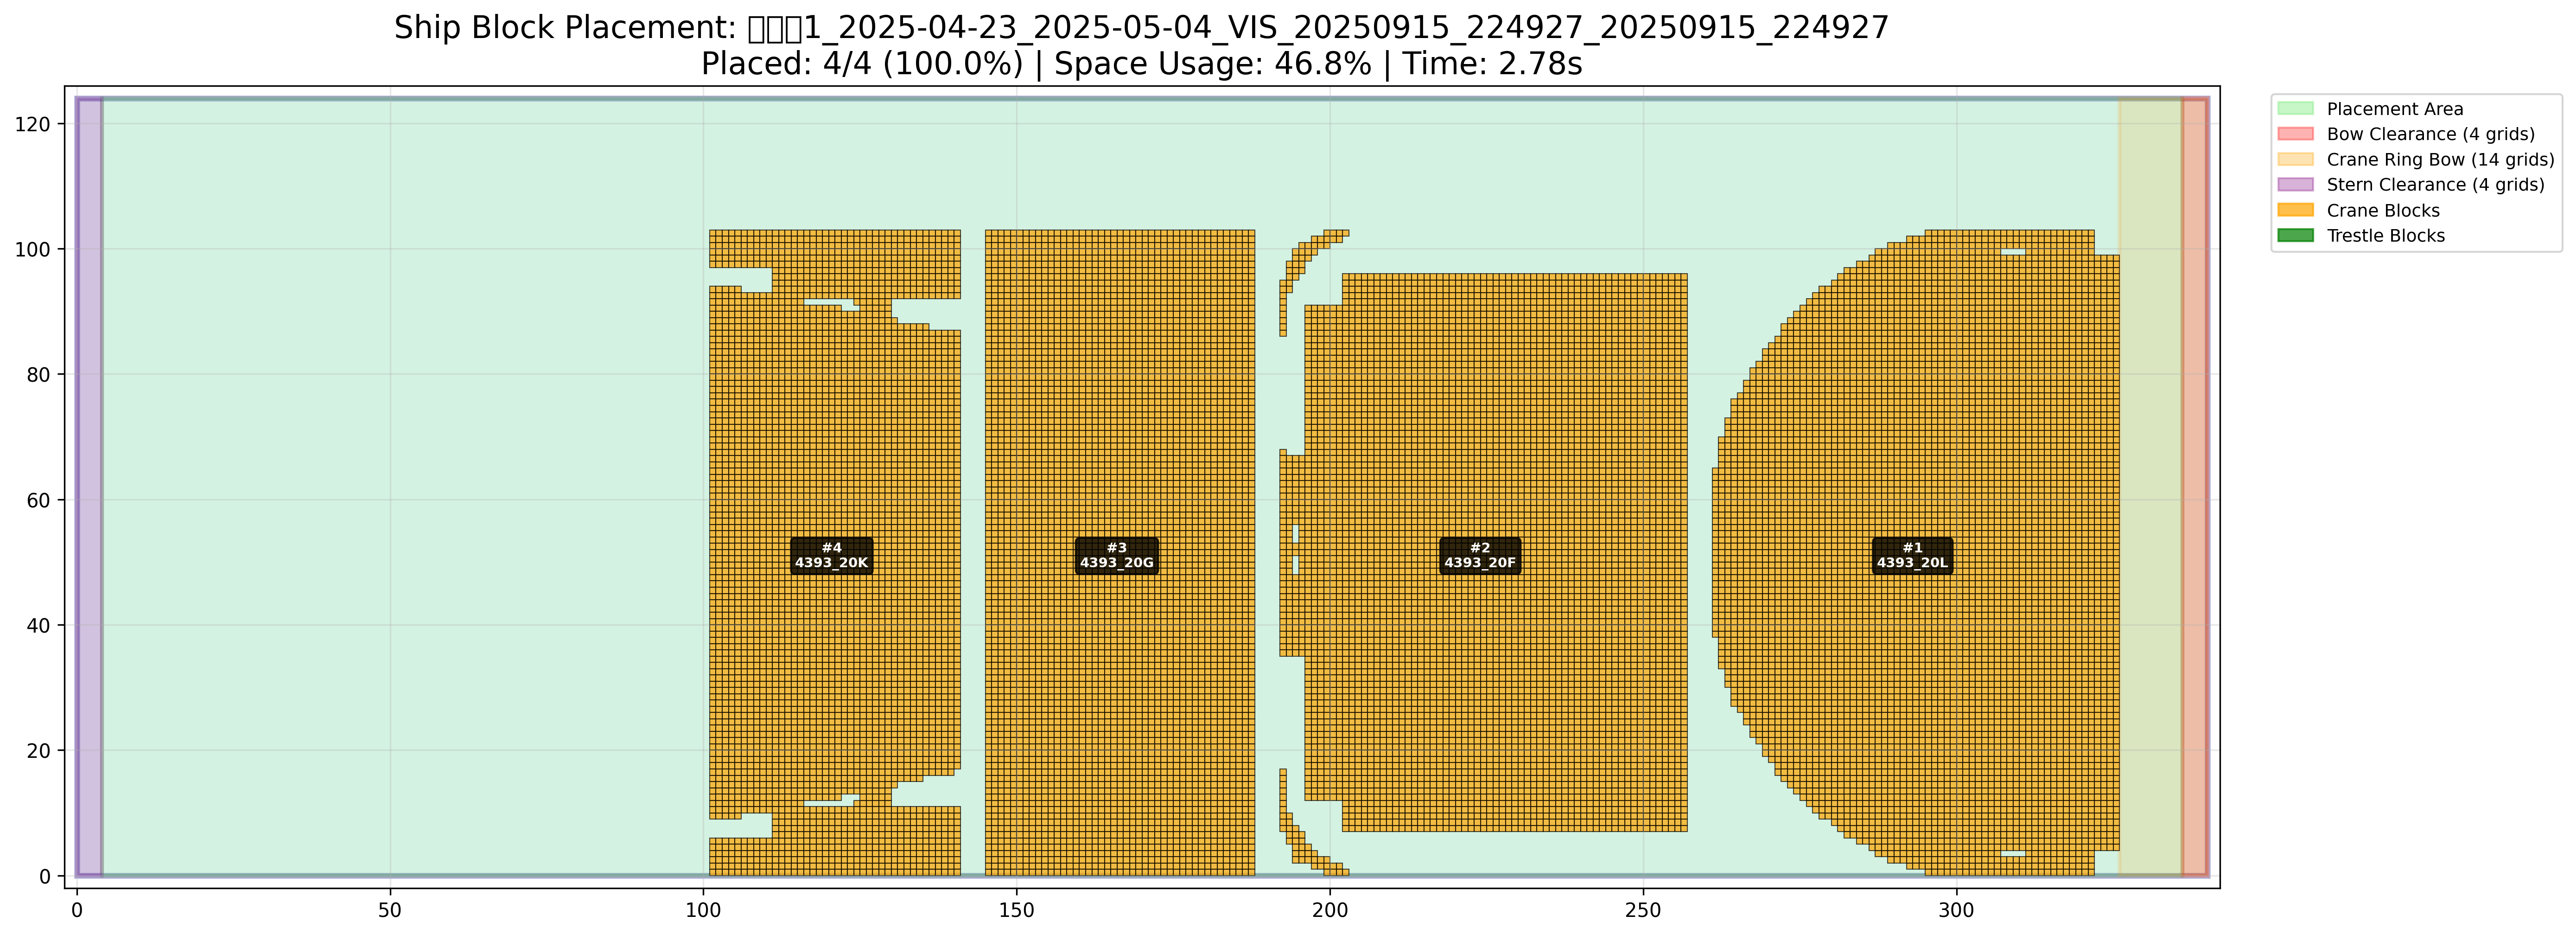 Ship Block Placement: 1_2025-04-23_2025-05-04_VIS_20250915_224927_20250915_224927
Placed: 4/4 (100.0%) | Space Usage: 46.8% | Time: 2.78s
120
100
80
60
40
20
0
0
50
100
150
200
250
300
#4
4393_20K
#3
4393_20G
#2
4393_20F
#1
4393_20L
Placement Area
Bow Clearance (4 grids)
Crane Ring Bow (14 grids)
Stern Clearance (4 grids)
Crane Blocks
Trestle Blocks